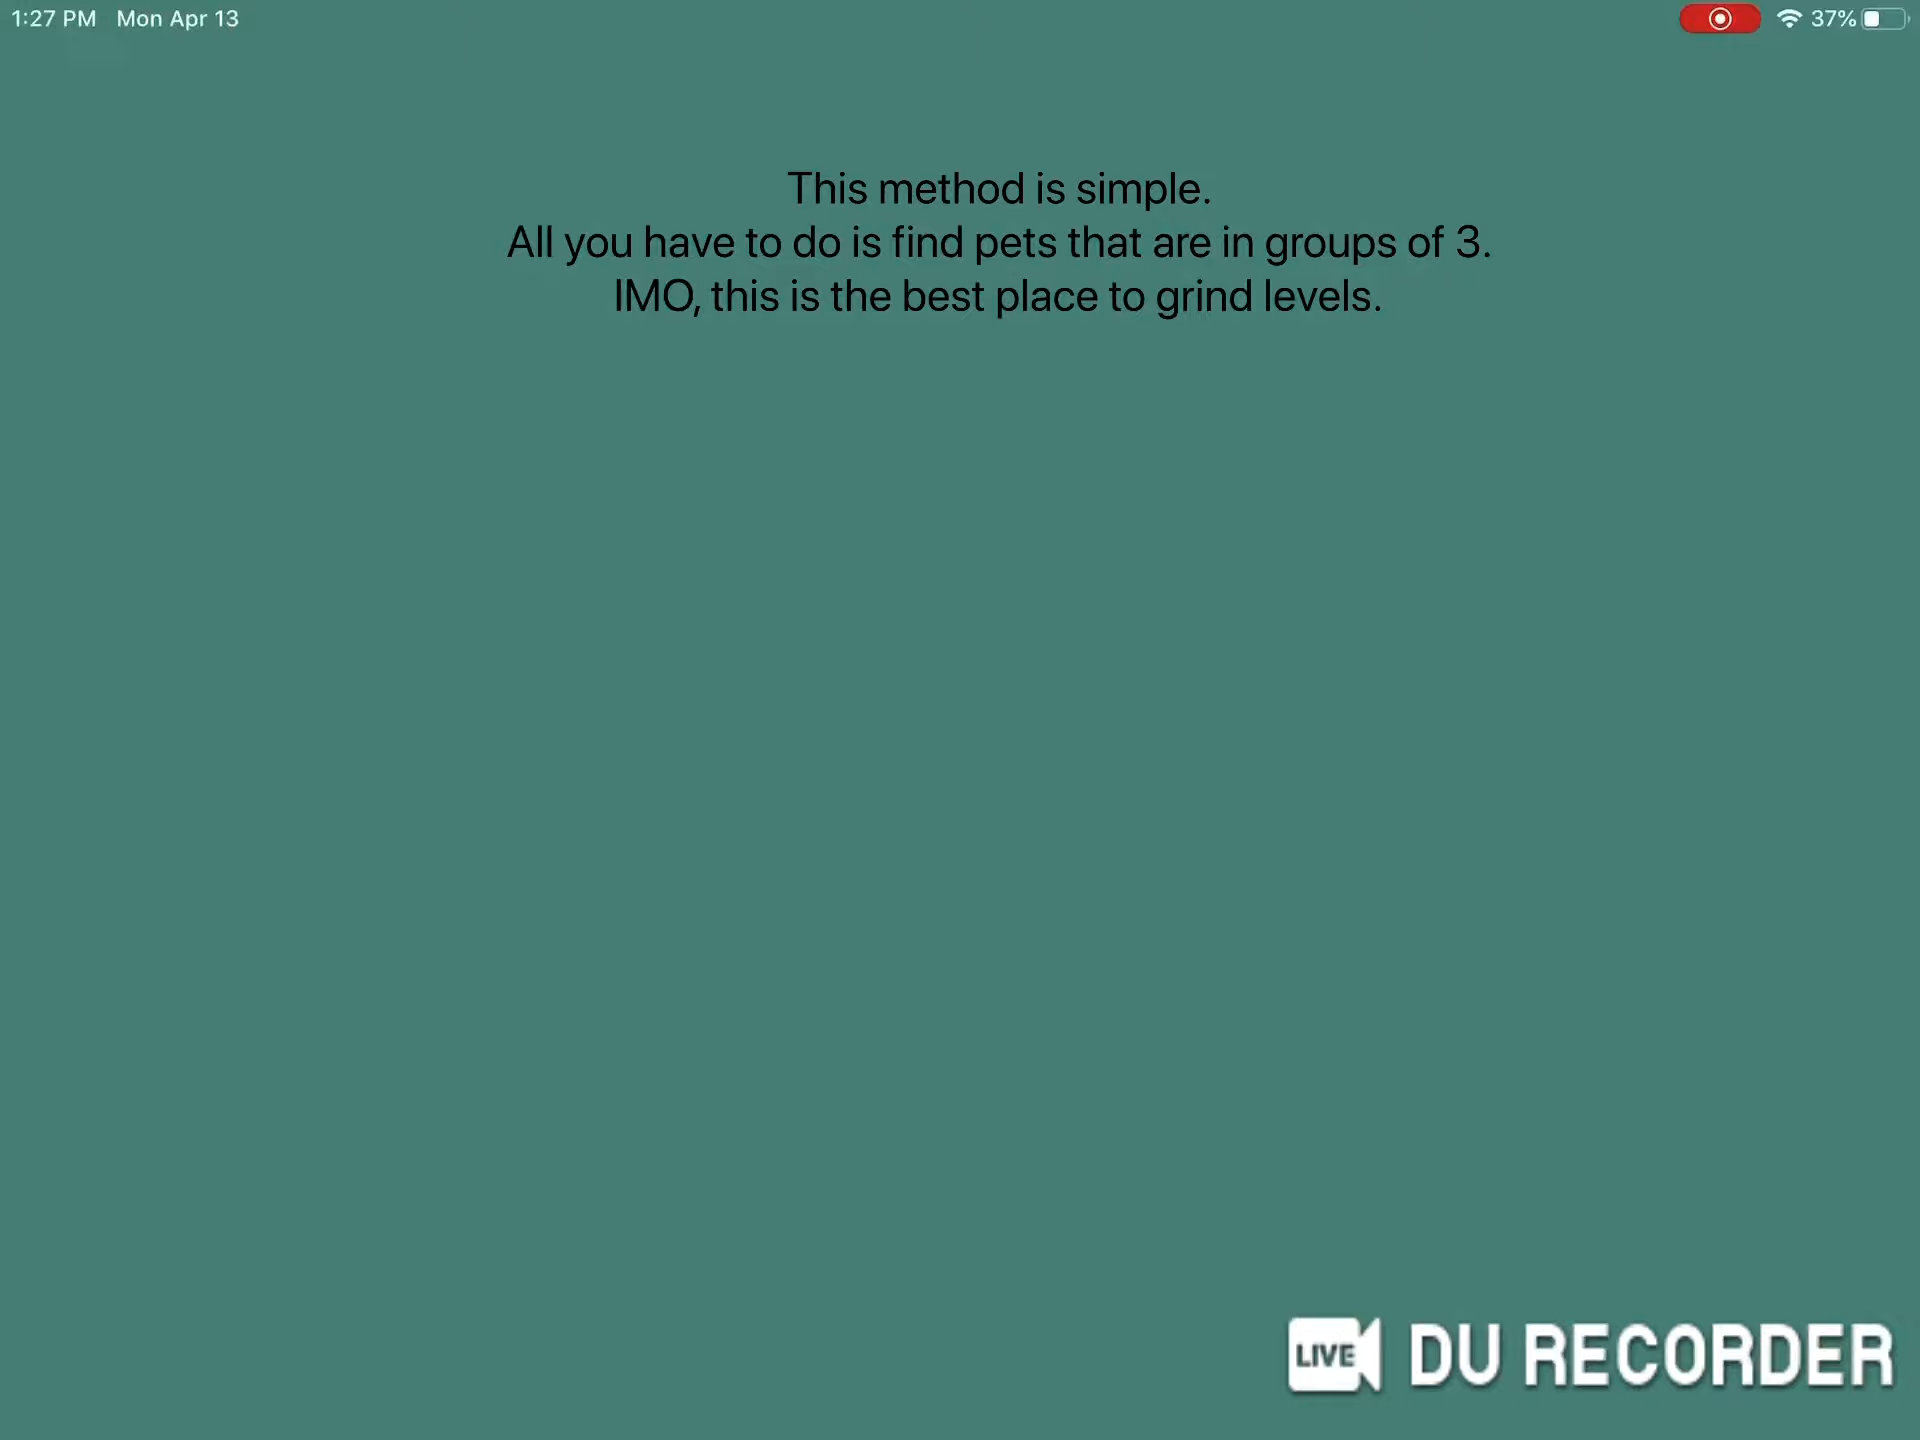 1:27 PM Mon Apr 13
37%
This method is simple.
All you have to do is find pets that are in groups of 3.
IMO, this is the best place to grind levels.
LIVE DU RECORDER